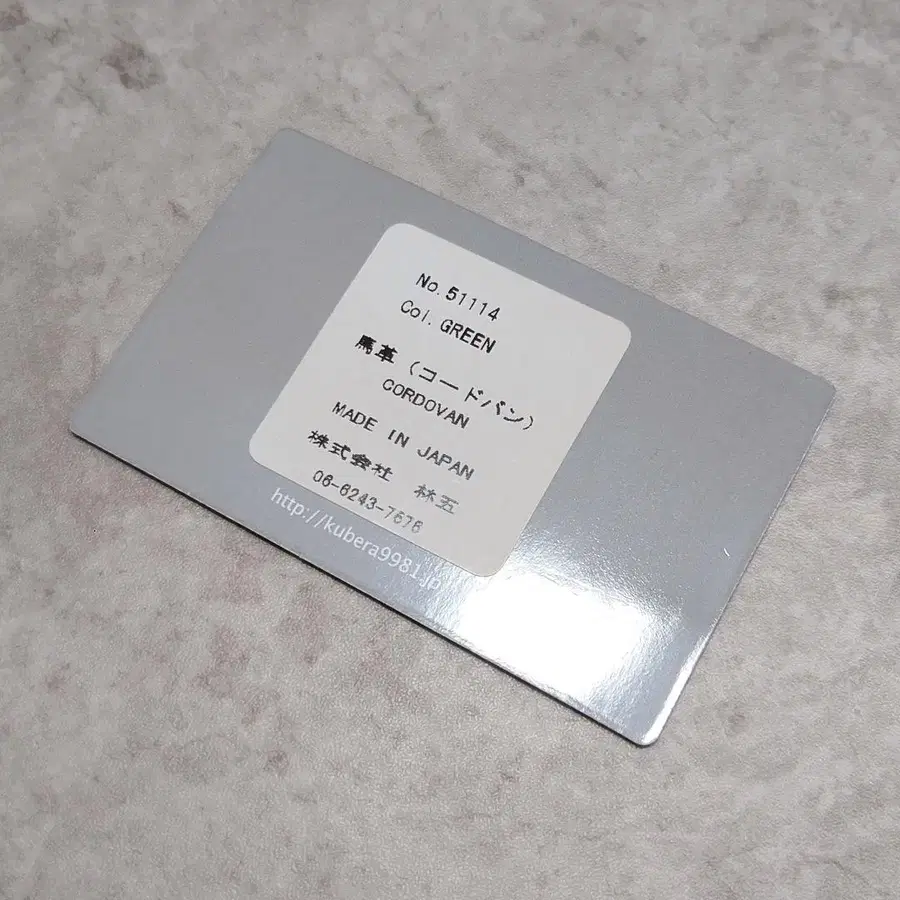 No. 51114
Col. GREEN
馬革（コードバン）
CORDOVAN
MADE IN JAPAN
株式会社 林五
06-6243-7676
http://kubera9981.jp